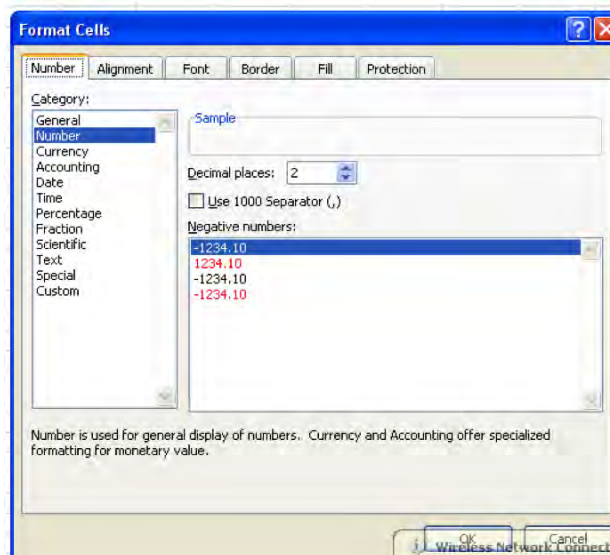 Format Cells
Number Alignment Font Border Fill Protection
Category:
General
Number
Currency
Accounting
Date
Time
Percentage
Fraction
Scientific
Text
Special
Custom
Sample
Decimal places: 2
Use 1000 Separator (,)
Negative numbers:
-1234.10
1234.10
-1234.10
-1234.10
Number is used for general display of numbers. Currency and Accounting offer specialized
formatting for monetary value.
OK Cancel
Wireless Network Connect